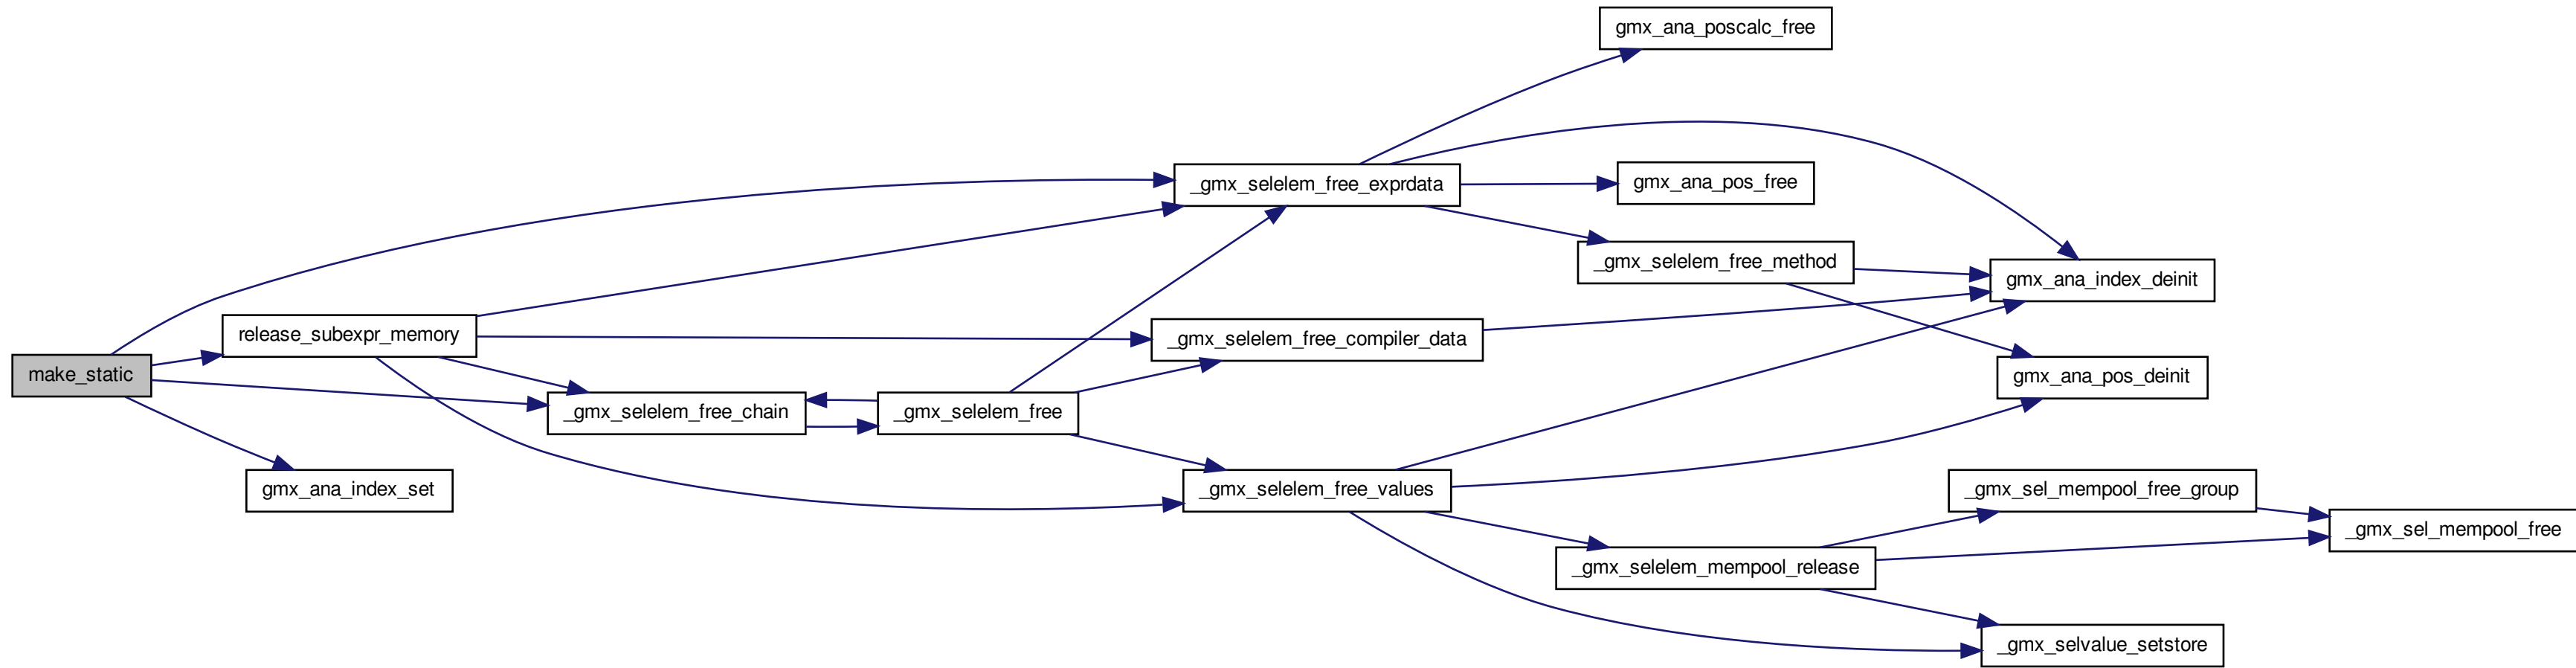 gmx_ana_poscalc_free
_gmx_selelem_free_exprdata
gmx_ana_pos_free
_gmx_selelem_free_method
gmx_ana_index_deinit
release_subexpr_memory
_gmx_selelem_free_compiler_data
make_static
gmx_ana_pos_deinit
_gmx_selelem_free_chain
_gmx_selelem_free
gmx_ana_index_set
_gmx_selelem_free_values
_gmx_sel_mempool_free_group
_gmx_sel_mempool_free
_gmx_selelem_mempool_release
_gmx_selvalue_setstore